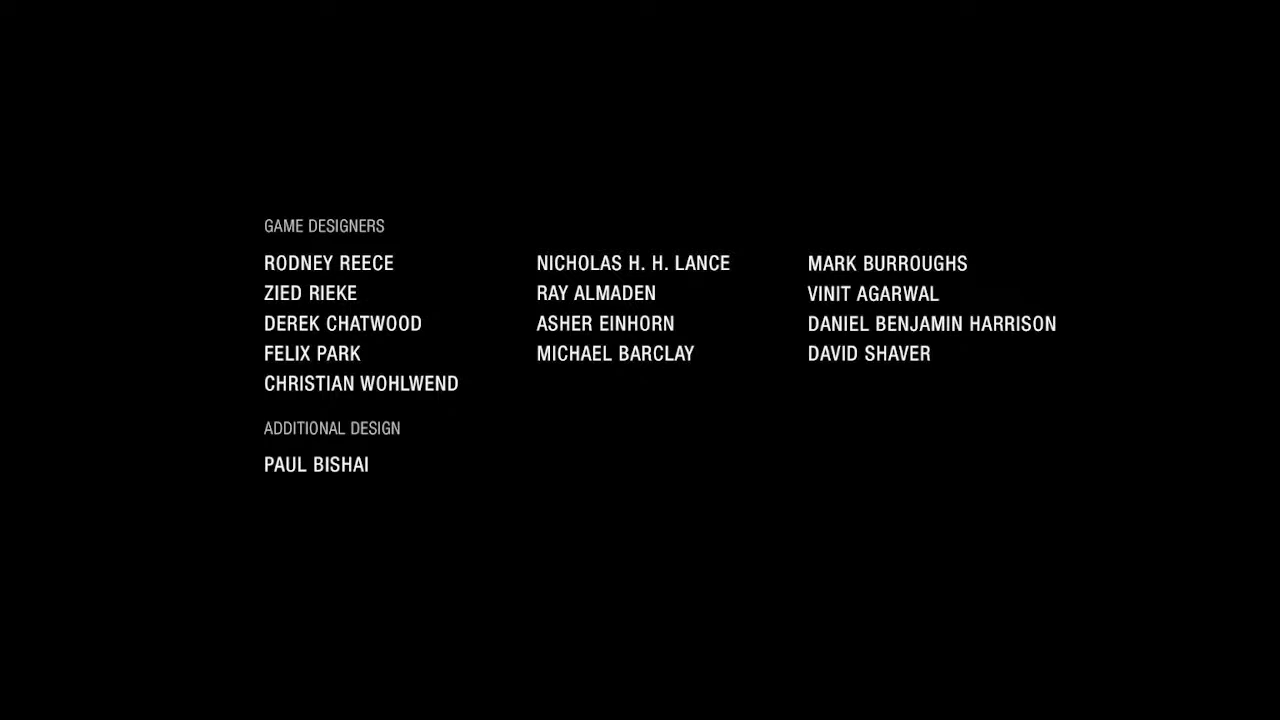 GAME DESIGNERS
RODNEY REECE
ZIED RIEKE
DEREK CHATWOOD
FELIX PARK
CHRISTIAN WOHLWEND
NICHOLAS H. H. LANCE
RAY ALMADEN
ASHER EINHORN
MICHAEL BARCLAY
MARK BURROUGHS
VINIT AGARWAL
DANIEL BENJAMIN HARRISON
DAVID SHAVER
ADDITIONAL DESIGN
PAUL BISHAI